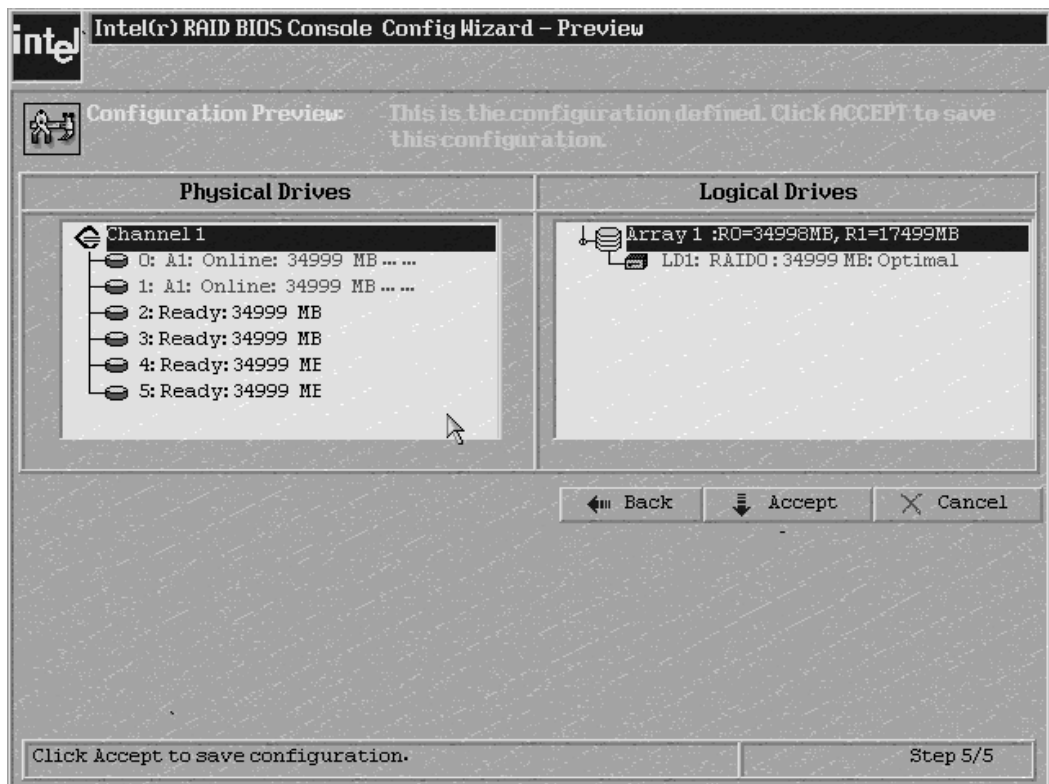 intel
Intel(r) RAID BIOS Console Config Wizard – Preview
Configuration Preview:
This is the configuration defined. Click ACCEPT to save
this configuration.
Physical Drives
Channel 1
0: A1: Online: 34999 MB ... ...
1: A1: Online: 34999 MB ... ...
2: Ready: 34999 MB
3: Ready: 34999 MB
4: Ready: 34999 MB
5: Ready: 34999 MB
Logical Drives
Array 1 :R0=34998MB, R1=17499MB
LD1: RAID0 : 34999 MB: Optimal
Back
Accept
Cancel
Click Accept to save configuration.
Step 5/5